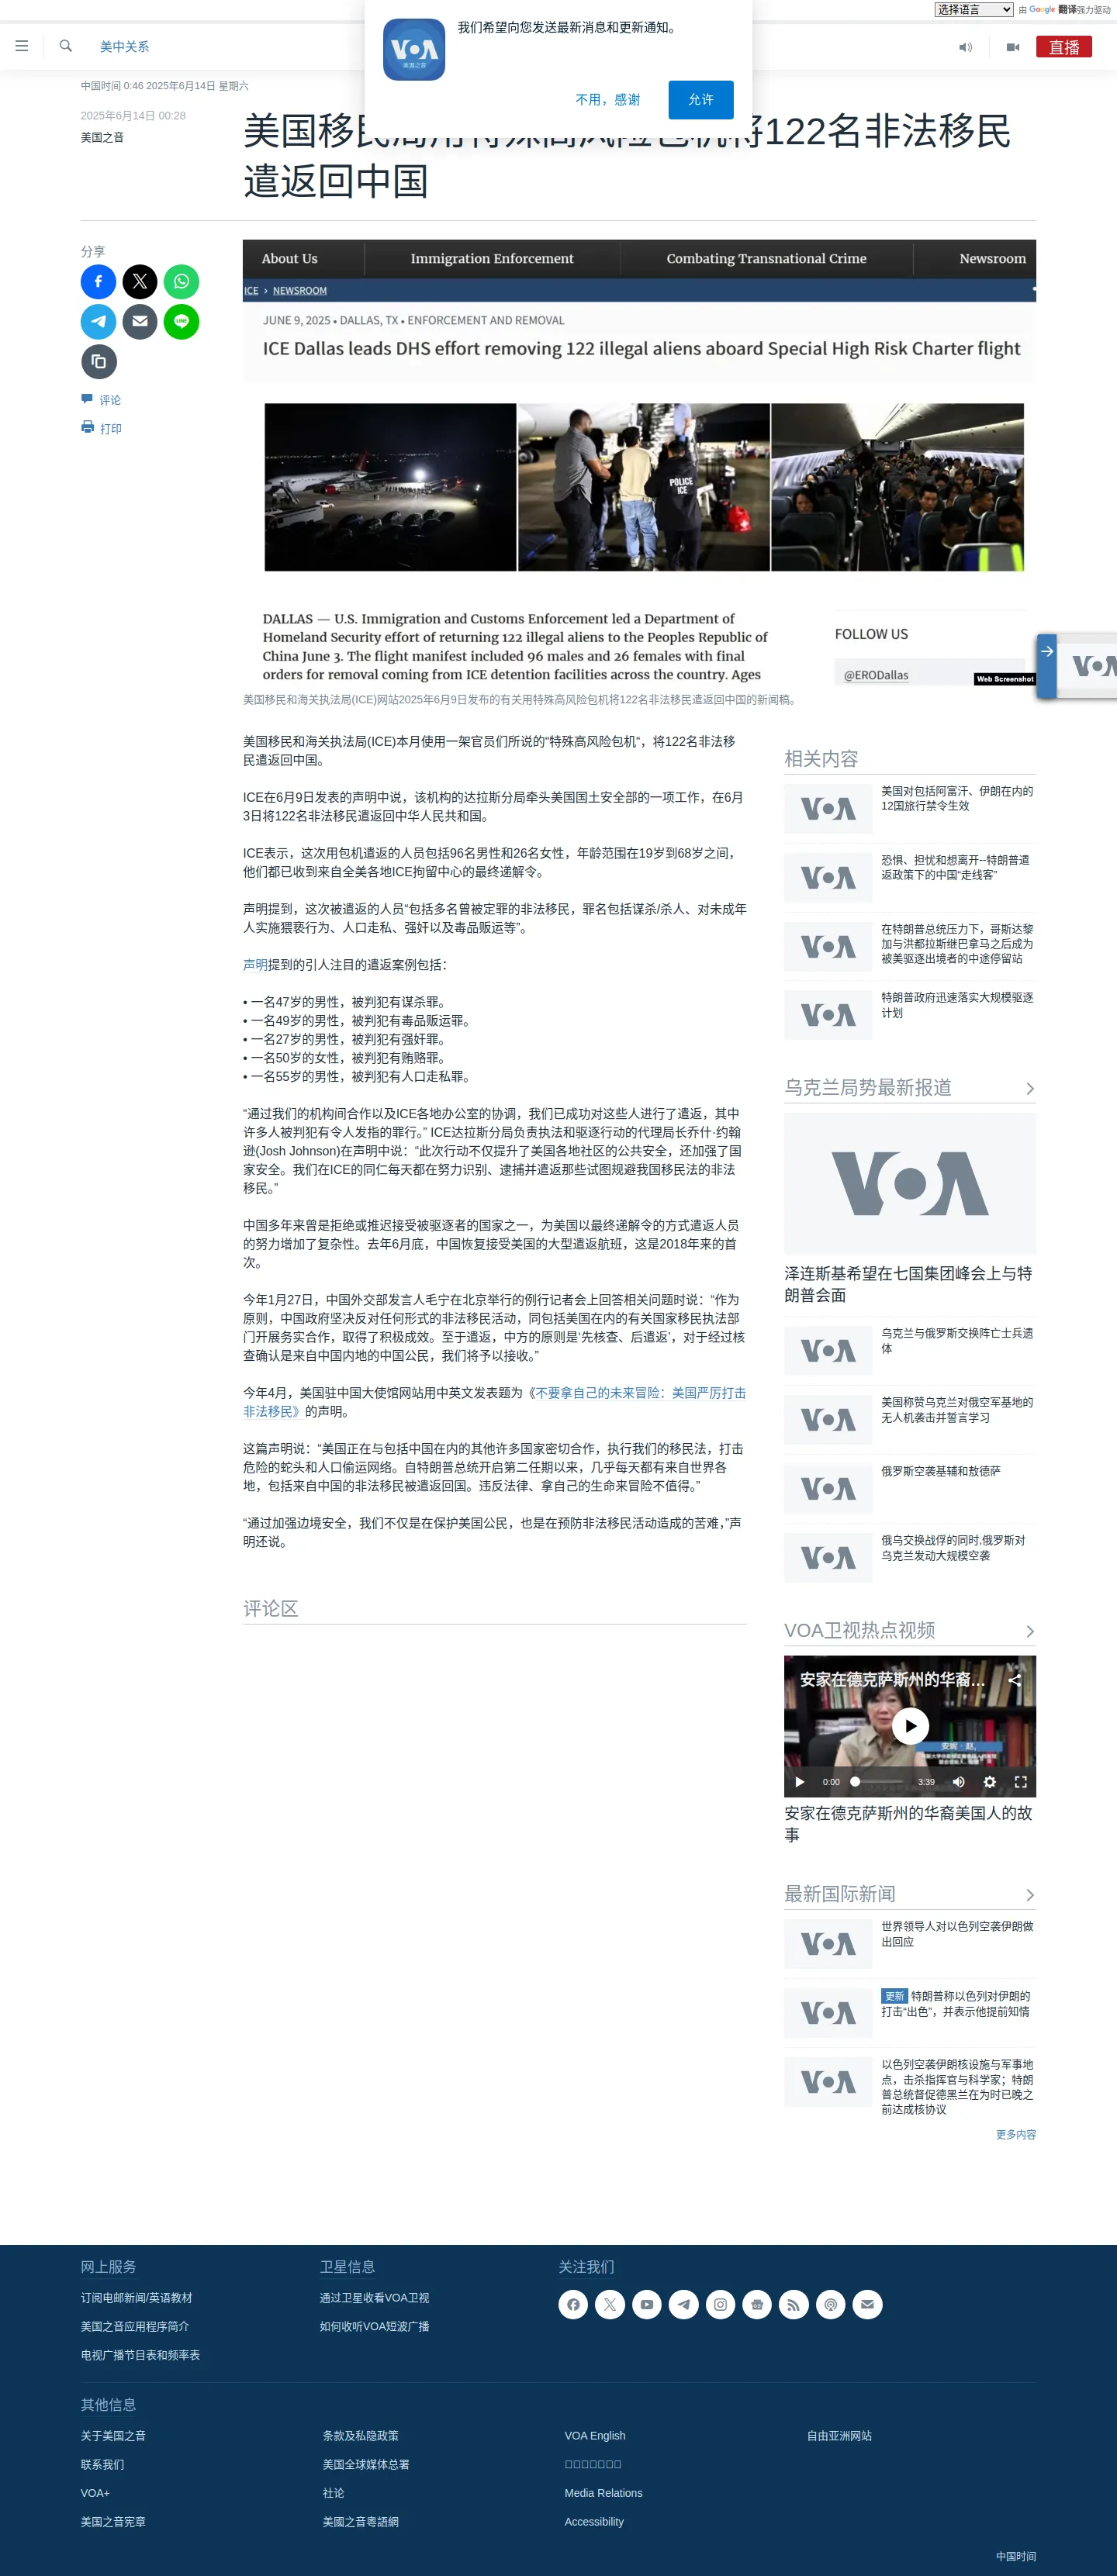 选择语言 由 Google 翻译强力驱动
我们希望向您发送最新消息和更新通知。
VOA
美国之音
不用，感谢
允许
美中关系
直播
中国时间 0:46 2025年6月14日 星期六
2025年6月14日 00:28
美国之音
将122名非法移民
遣返回中国
分享
评论
打印
About Us
Immigration Enforcement
Combating Transnational Crime
Newsroom
ICE › NEWSROOM
JUNE 9, 2025 • DALLAS, TX • ENFORCEMENT AND REMOVAL
ICE Dallas leads DHS effort removing 122 illegal aliens aboard Special High Risk Charter flight
POLICE
ICE
DALLAS — U.S. Immigration and Customs Enforcement led a Department of
Homeland Security effort of returning 122 illegal aliens to the Peoples Republic of
China June 3. The flight manifest included 96 males and 26 females with final
orders for removal coming from ICE detention facilities across the country. Ages
FOLLOW US
@ERODallas
Web Screenshot
美国移民和海关执法局(ICE)网站2025年6月9日发布的有关用特殊高风险包机将122名非法移民遣返回中国的新闻稿。
美国移民和海关执法局(ICE)本月使用一架官员们所说的“特殊高风险包机“，将122名非法移
民遣返回中国。
ICE在6月9日发表的声明中说，该机构的达拉斯分局牵头美国国土安全部的一项工作，在6月
3日将122名非法移民遣返回中华人民共和国。
ICE表示，这次用包机遣返的人员包括96名男性和26名女性，年龄范围在19岁到68岁之间，
他们都已收到来自全美各地ICE拘留中心的最终递解令。
声明提到，这次被遣返的人员“包括多名曾被定罪的非法移民，罪名包括谋杀/杀人、对未成年
人实施猥亵行为、人口走私、强奸以及毒品贩运等”。
声明提到的引人注目的遣返案例包括：
• 一名47岁的男性，被判犯有谋杀罪。
• 一名49岁的男性，被判犯有毒品贩运罪。
• 一名27岁的男性，被判犯有强奸罪。
• 一名50岁的女性，被判犯有贿赂罪。
• 一名55岁的男性，被判犯有人口走私罪。
“通过我们的机构间合作以及ICE各地办公室的协调，我们已成功对这些人进行了遣返，其中
许多人被判犯有令人发指的罪行。” ICE达拉斯分局负责执法和驱逐行动的代理局长乔什·约翰
逊(Josh Johnson)在声明中说：“此次行动不仅提升了美国各地社区的公共安全，还加强了国
家安全。我们在ICE的同仁每天都在努力识别、逮捕并遣返那些试图规避我国移民法的非法
移民。”
中国多年来曾是拒绝或推迟接受被驱逐者的国家之一，为美国以最终递解令的方式遣返人员
的努力增加了复杂性。去年6月底，中国恢复接受美国的大型遣返航班，这是2018年来的首
次。
今年1月27日，中国外交部发言人毛宁在北京举行的例行记者会上回答相关问题时说：“作为
原则，中国政府坚决反对任何形式的非法移民活动，同包括美国在内的有关国家移民执法部
门开展务实合作，取得了积极成效。至于遣返，中方的原则是‘先核查、后遣返’，对于经过核
查确认是来自中国内地的中国公民，我们将予以接收。”
今年4月，美国驻中国大使馆网站用中英文发表题为《不要拿自己的未来冒险：美国严厉打击
非法移民》的声明。
这篇声明说：“美国正在与包括中国在内的其他许多国家密切合作，执行我们的移民法，打击
危险的蛇头和人口偷运网络。自特朗普总统开启第二任期以来，几乎每天都有来自世界各
地，包括来自中国的非法移民被遣返回国。违反法律、拿自己的生命来冒险不值得。”
“通过加强边境安全，我们不仅是在保护美国公民，也是在预防非法移民活动造成的苦难，”声
明还说。
评论区
相关内容
VOA
美国对包括阿富汗、伊朗在内的
12国旅行禁令生效
VOA
恐惧、担忧和想离开--特朗普遣
返政策下的中国“走线客”
VOA
在特朗普总统压力下，哥斯达黎
加与洪都拉斯继巴拿马之后成为
被美驱逐出境者的中途停留站
VOA
特朗普政府迅速落实大规模驱逐
计划
乌克兰局势最新报道
VOA
泽连斯基希望在七国集团峰会上与特
朗普会面
VOA
乌克兰与俄罗斯交换阵亡士兵遗
体
VOA
美国称赞乌克兰对俄空军基地的
无人机袭击并誓言学习
VOA
俄罗斯空袭基辅和敖德萨
VOA
俄乌交换战俘的同时,俄罗斯对
乌克兰发动大规模空袭
VOA卫视热点视频
安家在德克萨斯州的华裔...
0:00
3:39
安家在德克萨斯州的华裔美国人的故
事
最新国际新闻
VOA
世界领导人对以色列空袭伊朗做
出回应
VOA
更新 特朗普称以色列对伊朗的
打击“出色”，并表示他提前知情
VOA
以色列空袭伊朗核设施与军事地
点，击杀指挥官与科学家；特朗
普总统督促德黑兰在为时已晚之
前达成核协议
更多内容
网上服务
订阅电邮新闻/英语教材
美国之音应用程序简介
电视广播节目表和频率表
卫星信息
通过卫星收看VOA卫视
如何收听VOA短波广播
关注我们
其他信息
关于美国之音
联系我们
VOA+
美国之音宪章
条款及私隐政策
美国全球媒体总署
社论
美國之音粵語網
VOA English
Media Relations
Accessibility
自由亚洲网站
中国时间